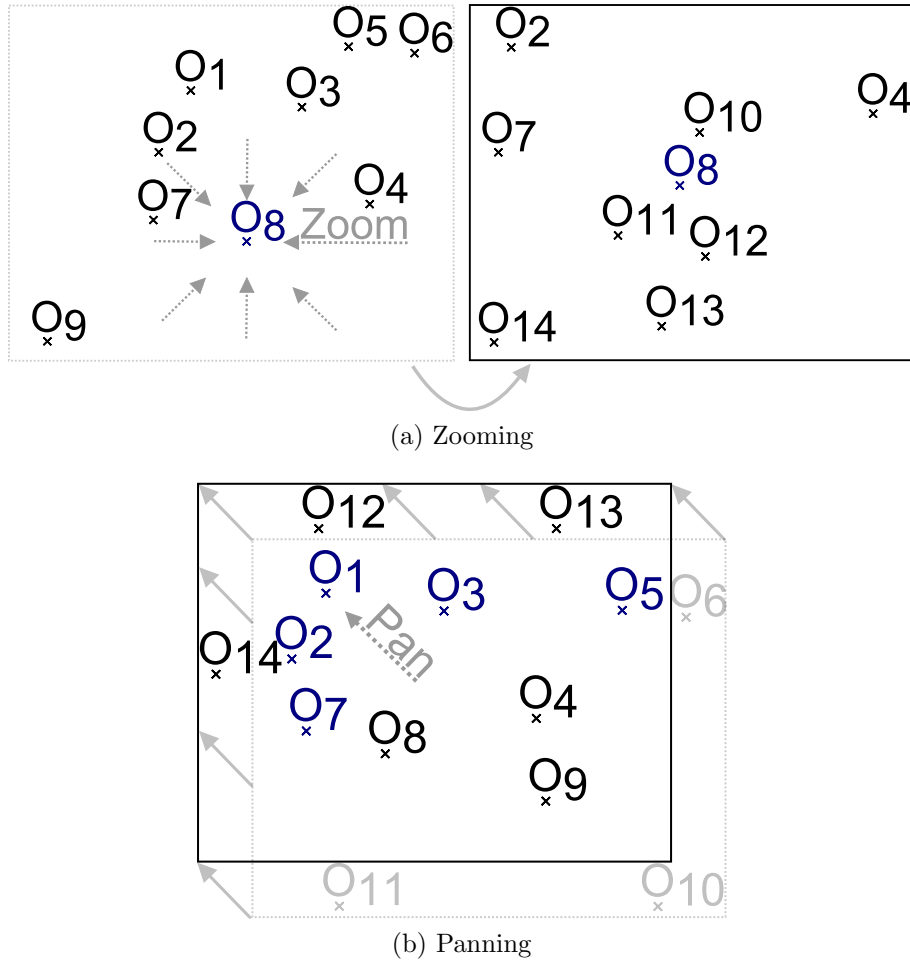 O5 O6
O1
O3
O2
O7
O4
O8 Zoom
O9
O2
O4
O10
O7
O8
O11
O12
O13
O14
(a) Zooming
O12 O13
O1
O3
O5
O6
Pan
O2
O14
O7
O8
O4
O9
O11
O10
(b) Panning